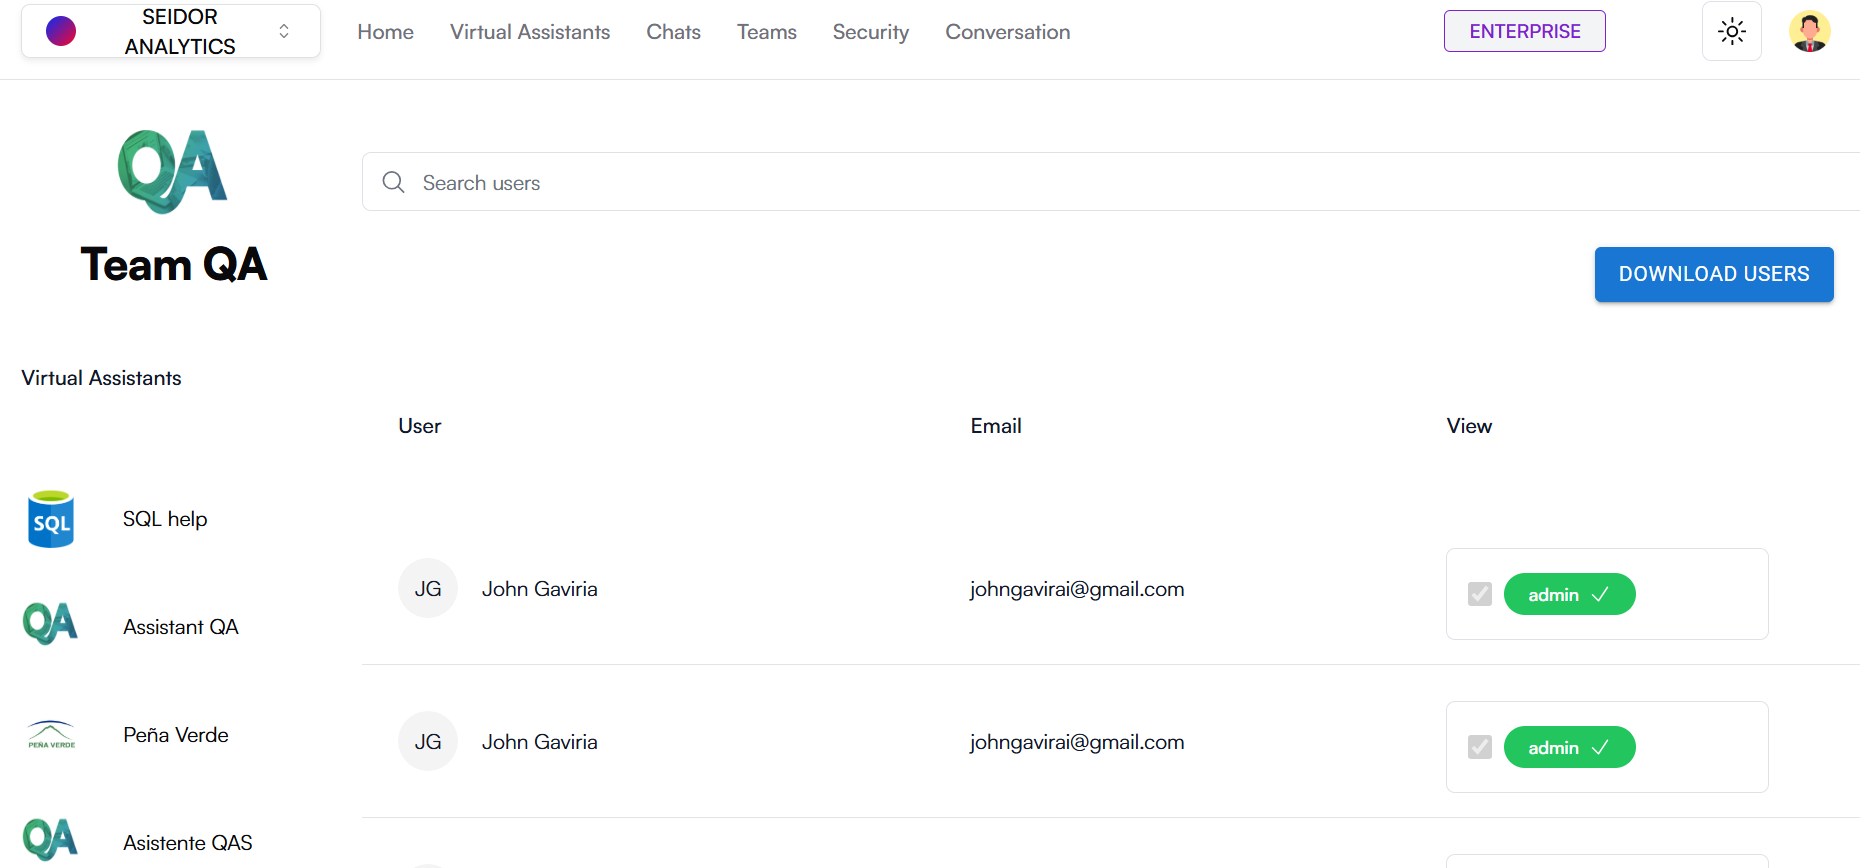 SEIDOR
ANALYTICS
Home
Virtual Assistants
Chats
Teams
Security
Conversation
ENTERPRISE
QA
Team QA
Search users
DOWNLOAD USERS
Virtual Assistants
User
Email
View
SQL
SQL help
JG
John Gaviria
johngavirai@gmail.com
admin
QA
Assistant QA
PEÑA VERDE
Peña Verde
JG
John Gaviria
johngavirai@gmail.com
admin
QA
Asistente QAS